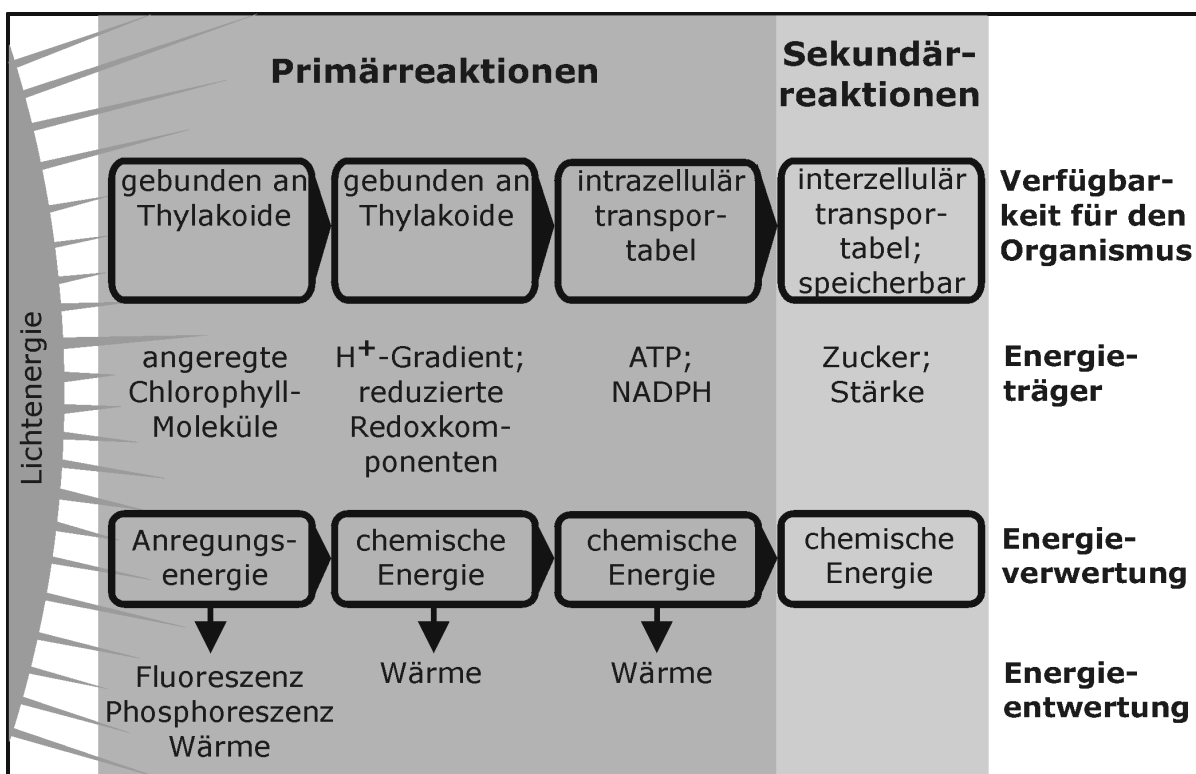 Primärreaktionen
Sekundär-
reaktionen
gebunden an
Thylakoide
gebunden an
Thylakoide
intrazellulär
transpor-
tabel
interzellulär
transpor-
tabel;
speicherbar
Verfügbar-
keit für den
Organismus
Lichtenergie
angeregte
Chlorophyll-
Moleküle
H⁺-Gradient;
reduzierte
Redoxkom-
ponenten
ATP;
NADPH
Zucker;
Stärke
Energie-
träger
Anregungs-
energie
chemische
Energie
chemische
Energie
chemische
Energie
Energie-
verwertung
Fluoreszenz
Phosphoreszenz
Wärme
Wärme
Wärme
Energie-
entwertung